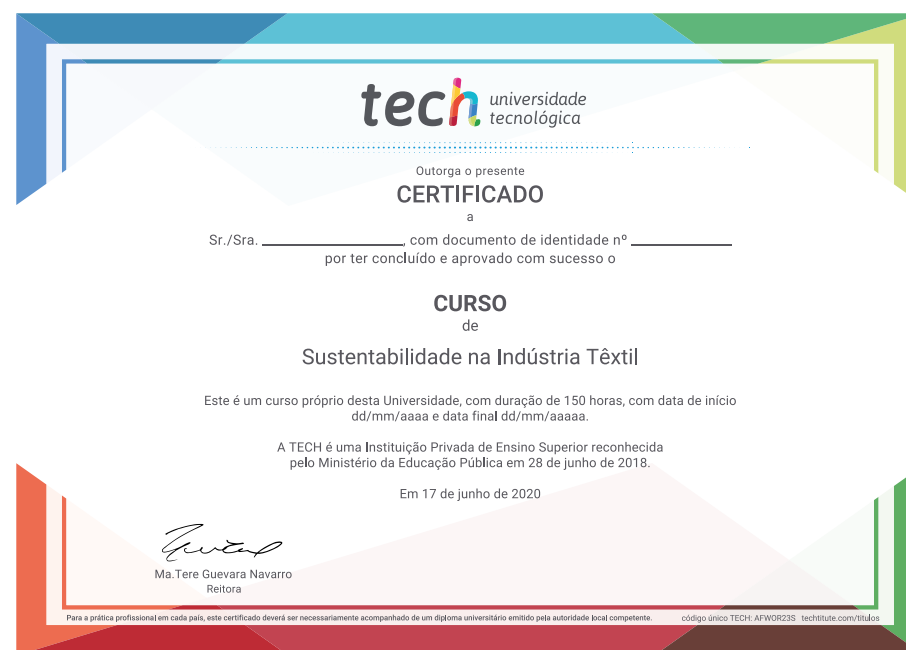 tech universidade
tecnológica
Outorga o presente
CERTIFICADO
a
Sr./Sra. ____________, com documento de identidade nº ____________
por ter concluído e aprovado com sucesso o
CURSO
de
Sustentabilidade na Indústria Têxtil
Este é um curso próprio desta Universidade, com duração de 150 horas, com data de início
dd/mm/aaaa e data final dd/mm/aaaaa.
A TECH é uma Instituição Privada de Ensino Superior reconhecida
pelo Ministério da Educação Pública em 28 de junho de 2018.
Em 17 de junho de 2020
Ma.Tere Guevara Navarro
Reitora
Para a prática profissional em cada país, este certificado deverá ser necessariamente acompanhado de um diploma universitário emitido pela autoridade local competente. código único TECH: AFWOR23S techtitute.com/titulos